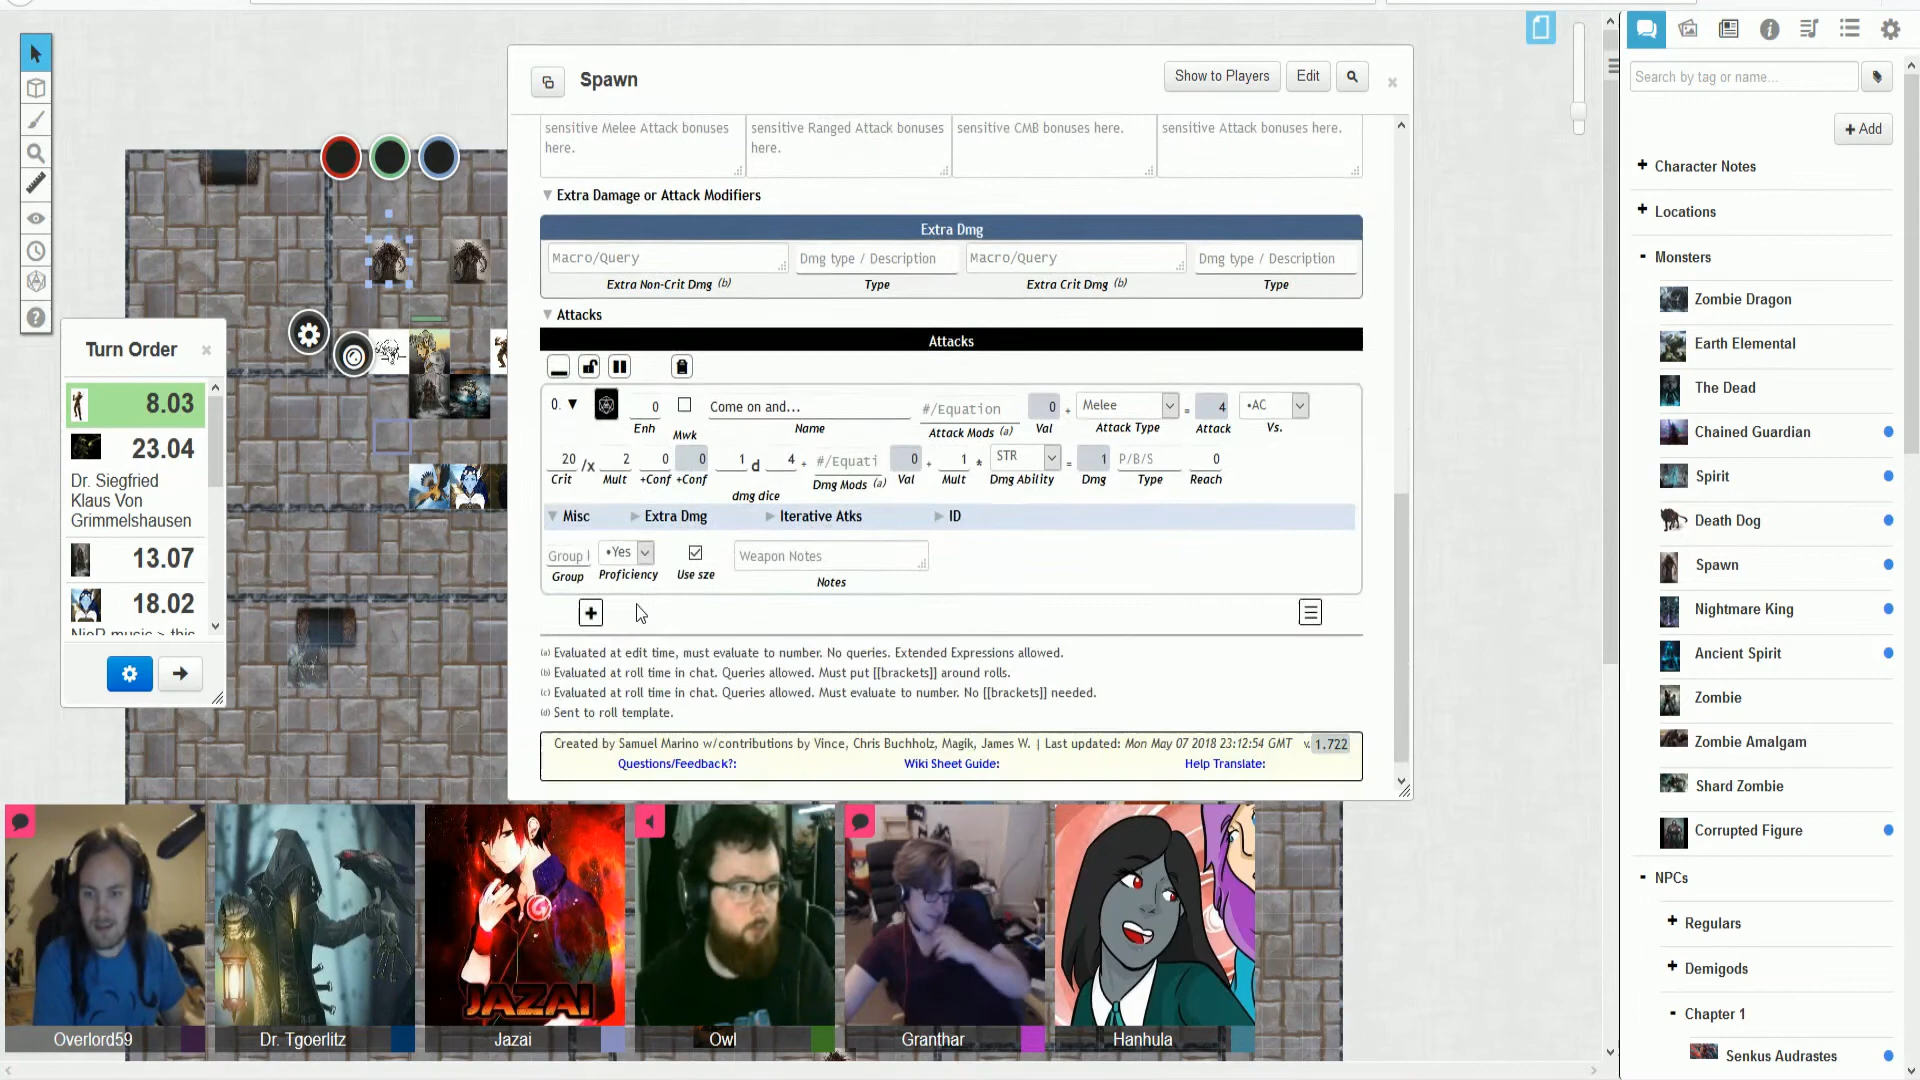 Spawn
Show to Players
Edit
sensitive Melee Attack bonuses here.
sensitive Ranged Attack bonuses here.
sensitive CMB bonuses here.
sensitive Attack bonuses here.
Extra Damage or Attack Modifiers
Extra Dmg
Macro/Query
Dmg type / Description
Macro/Query
Dmg type / Description
Extra Non-Crit Dmg (b)
Type
Extra Crit Dmg (b)
Type
Attacks
Attacks
0. 0 Come on and... #/Equation 0 + Melee = 4 •AC
Enh Mwk Name Attack Mods (a) Val Attack Type Attack Vs.
20 /x 2 0 0 1 d 4 + #/Equati 0 + 1 * STR = 1 P/B/S 0
Crit Mult +Conf +Conf dmg dice Dmg Mods (a) Val Mult Dmg Ability Dmg Type Reach
Misc Extra Dmg Iterative Atks ID
Group •Yes Weapon Notes
Group Proficiency Use sze Notes
(a) Evaluated at edit time, must evaluate to number. No queries. Extended Expressions allowed.
(b) Evaluated at roll time in chat. Queries allowed. Must put [[brackets]] around rolls.
(c) Evaluated at roll time in chat. Queries allowed. Must evaluate to number. No [[brackets]] needed.
(d) Sent to roll template.
Created by Samuel Marino w/contributions by Vince, Chris Buchholz, Magik, James W. | Last updated: Mon May 07 2018 23:12:54 GMT v. 1.722
Questions/Feedback?: Wiki Sheet Guide: Help Translate:
Turn Order
8.03
23.04
Dr. Siegfried
Klaus Von
Grimmelshausen
13.07
18.02
NieR music > this
JAZAI
Overlord59
Dr. Tgoerlitz
Jazai
Owl
Granthar
Hanhula
Search by tag or name...
+ Add
+ Character Notes
+ Locations
- Monsters
Zombie Dragon
Earth Elemental
The Dead
Chained Guardian
Spirit
Death Dog
Spawn
Nightmare King
Ancient Spirit
Zombie
Zombie Amalgam
Shard Zombie
Corrupted Figure
- NPCs
+ Regulars
+ Demigods
- Chapter 1
Senkus Audrastes